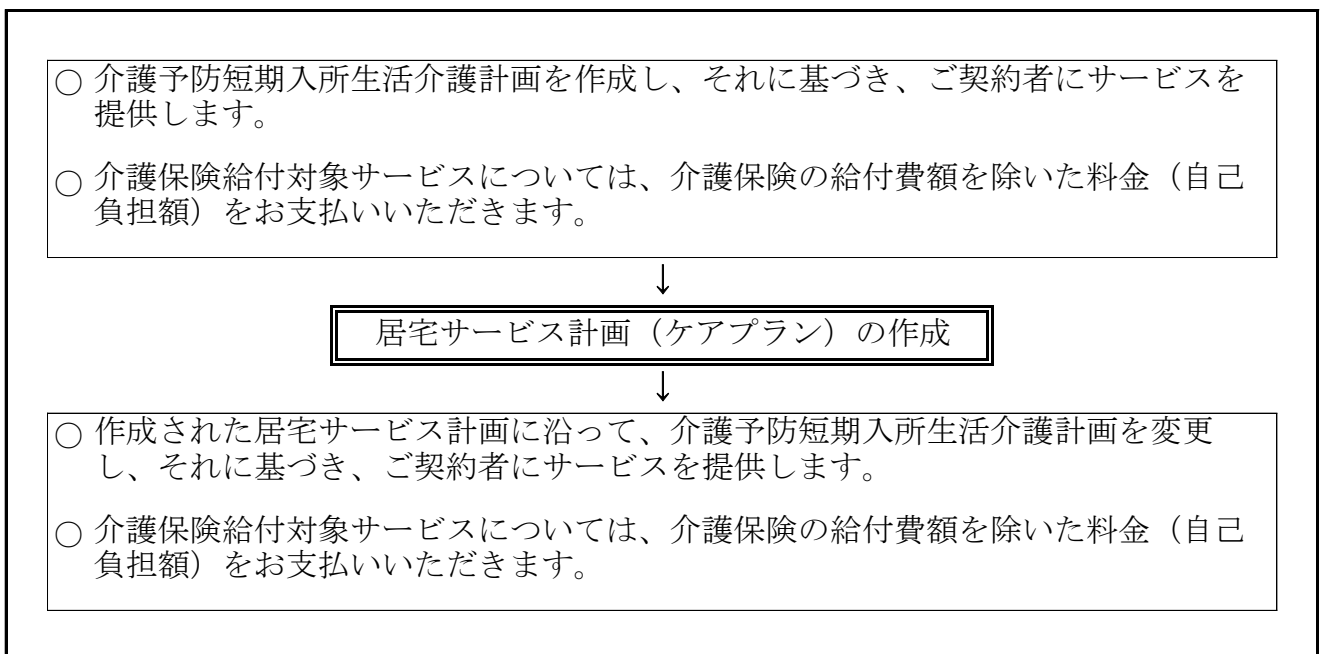 ○ 介護予防短期入所生活介護計画を作成し、それに基づき、ご契約者にサービスを
提供します。
○ 介護保険給付対象サービスについては、介護保険の給付費額を除いた料金（自己
負担額）をお支払いいただきます。
↓
居宅サービス計画（ケアプラン）の作成
↓
○ 作成された居宅サービス計画に沿って、介護予防短期入所生活介護計画を変更
し、それに基づき、ご契約者にサービスを提供します。
○ 介護保険給付対象サービスについては、介護保険の給付費額を除いた料金（自己
負担額）をお支払いいただきます。